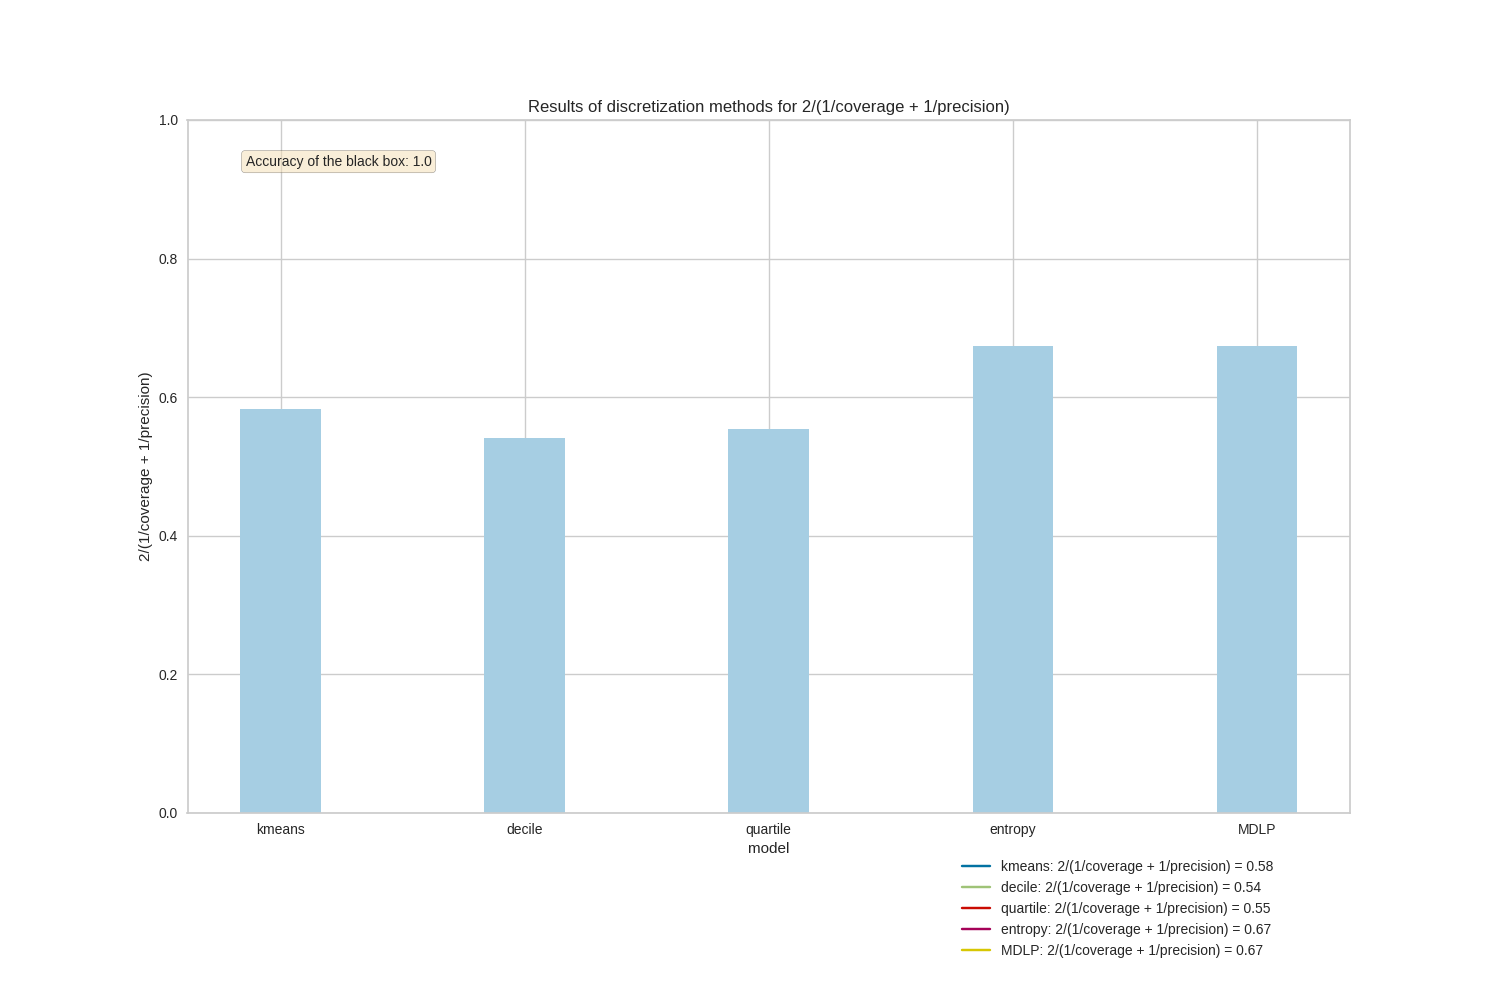 Results of discretization methods for 2/(1/coverage + 1/precision)
1.0
Accuracy of the black box: 1.0
0.8
0.6
0.4
0.2
0.0
2/(1/coverage + 1/precision)
kmeans decile quartile entropy MDLP
model
kmeans: 2/(1/coverage + 1/precision) = 0.58
decile: 2/(1/coverage + 1/precision) = 0.54
quartile: 2/(1/coverage + 1/precision) = 0.55
entropy: 2/(1/coverage + 1/precision) = 0.67
MDLP: 2/(1/coverage + 1/precision) = 0.67